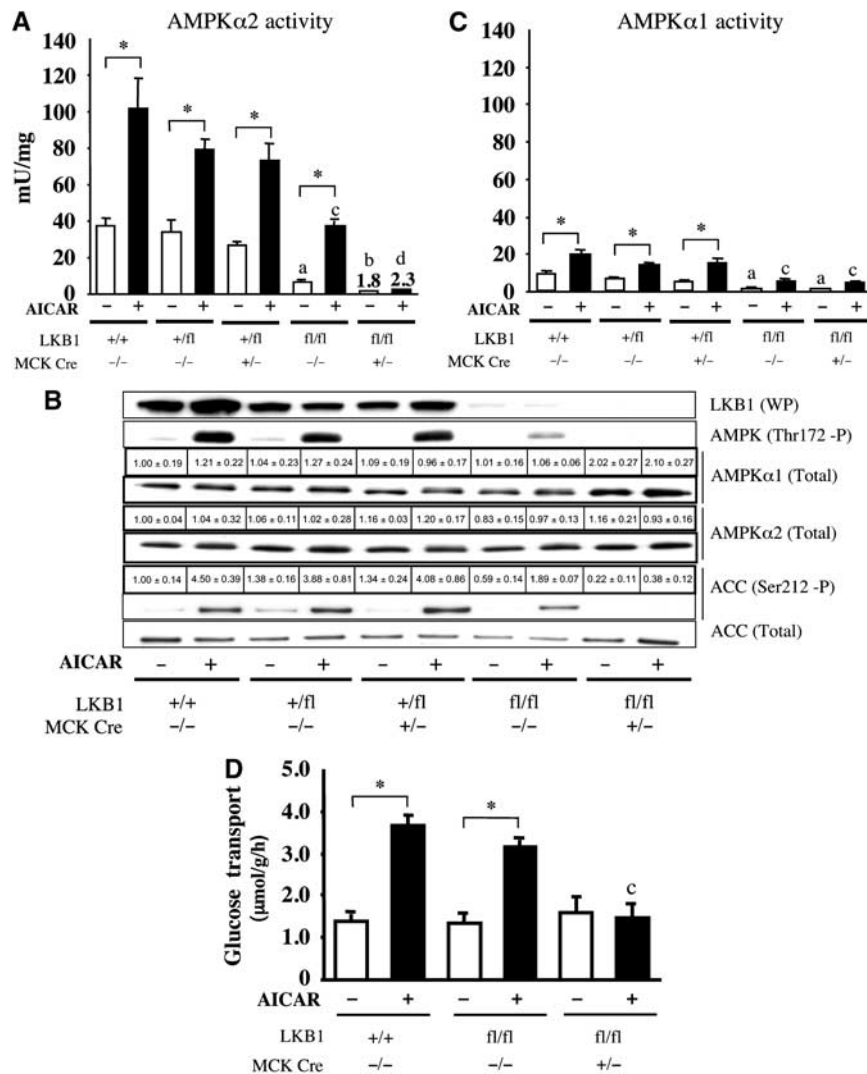 A AMPKα2 activity
140
120
100
80
60
40
20
0
mU/mg
* * * *
a c b d
1.8 2.3
AICAR − + − + − + − + − +
LKB1 +/+ +/fl +/fl fl/fl fl/fl
MCK Cre −/− −/− +/− −/− +/−
C AMPKα1 activity
140
120
100
80
60
40
20
0
* * *
a c a c
− + − + − + − + − +
+/+ +/fl +/fl fl/fl fl/fl
−/− −/− +/− −/− +/−
B
LKB1 (WP)
AMPK (Thr172 -P)
1.00 ± 0.19 1.21 ± 0.22 1.04 ± 0.23 1.27 ± 0.24 1.09 ± 0.19 0.96 ± 0.17 1.01 ± 0.16 1.06 ± 0.06 2.02 ± 0.27 2.10 ± 0.27
AMPKα1 (Total)
1.00 ± 0.04 1.04 ± 0.32 1.06 ± 0.11 1.02 ± 0.28 1.16 ± 0.03 1.20 ± 0.17 0.83 ± 0.15 0.97 ± 0.13 1.16 ± 0.21 0.93 ± 0.16
AMPKα2 (Total)
1.00 ± 0.14 4.50 ± 0.39 1.38 ± 0.16 3.88 ± 0.81 1.34 ± 0.24 4.08 ± 0.86 0.59 ± 0.14 1.89 ± 0.07 0.22 ± 0.11 0.38 ± 0.12
ACC (Ser212 -P)
ACC (Total)
AICAR − + − + − + − + − +
LKB1 +/+ +/fl +/fl fl/fl fl/fl
MCK Cre −/− −/− +/− −/− +/−
D
5.0
4.0
3.0
2.0
1.0
0
Glucose transport
(µmol/g/h)
* *
c
AICAR − + − + − +
LKB1 +/+ fl/fl fl/fl
MCK Cre −/− −/− +/−